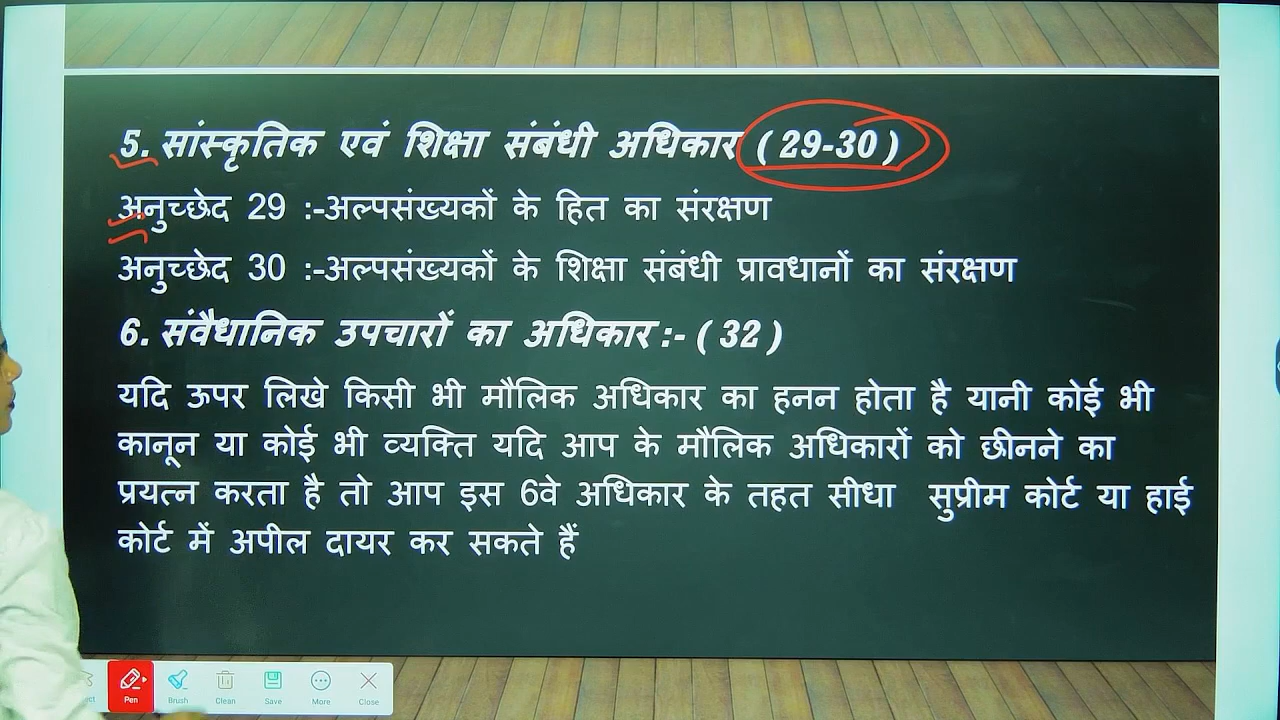 5. सांस्कृतिक एवं शिक्षा संबंधी अधिकार (29-30)
अनुच्छेद 29 :-अल्पसंख्यकों के हित का संरक्षण
अनुच्छेद 30 :-अल्पसंख्यकों के शिक्षा संबंधी प्रावधानों का संरक्षण
6. संवैधानिक उपचारों का अधिकार:- (32)
यदि ऊपर लिखे किसी भी मौलिक अधिकार का हनन होता है यानी कोई भी
कानून या कोई भी व्यक्ति यदि आप के मौलिक अधिकारों को छीनने का
प्रयत्न करता है तो आप इस 6वे अधिकार के तहत सीधा सुप्रीम कोर्ट या हाई
कोर्ट में अपील दायर कर सकते हैं
Pen Brush Clean Save More Close